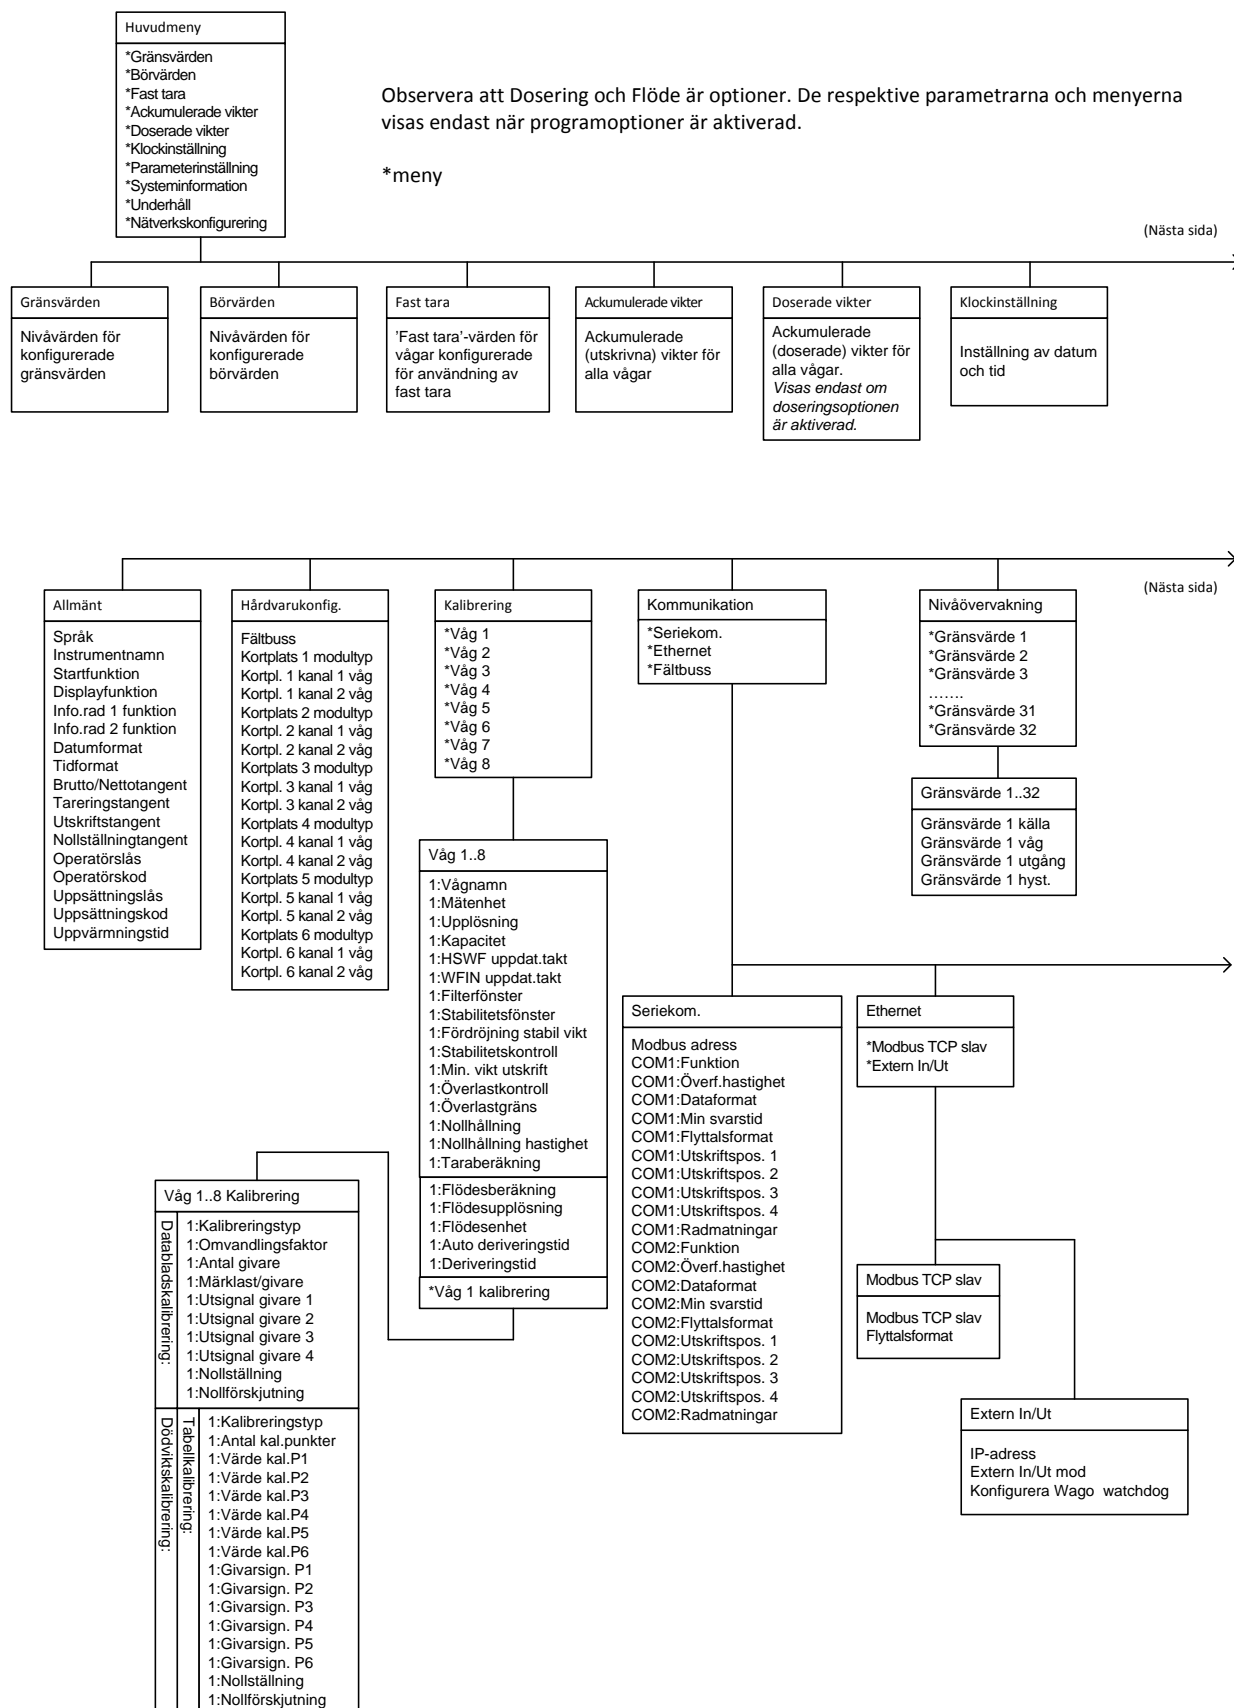 Huvudmeny
*Gränsvärden
*Börvärden
*Fast tara
*Ackumulerade vikter
*Doserade vikter
*Klockinställning
*Parameterinställning
*Systeminformation
*Underhåll
*Nätverkskonfigurering
Observera att Dosering och Flöde är optioner. De respektive parametrarna och menyerna
visas endast när programoptioner är aktiverad.
*meny
(Nästa sida)
Gränsvärden
Nivåvärden för
konfigurerade
gränsvärden
Börvärden
Nivåvärden för
konfigurerade
börvärden
Fast tara
’Fast tara’-värden för
vågar konfigurerade
för användning av
fast tara
Ackumulerade vikter
Ackumulerade
(utskrivna) vikter för
alla vågar
Doserade vikter
Ackumulerade
(doserade) vikter för
alla vågar.
Visas endast om
doseringsoptionen
är aktiverad.
Klockinställning
Inställning av datum
och tid
(Nästa sida)
Allmänt
Språk
Instrumentnamn
Startfunktion
Displayfunktion
Info.rad 1 funktion
Info.rad 2 funktion
Datumformat
Tidformat
Brutto/Nettotangent
Tareringstangent
Utskriftstangent
Nollställningtangent
Operatörslås
Operatörskod
Uppsättningslås
Uppsättningskod
Uppvärmningstid
Hårdvarukonfig.
Fältbuss
Kortplats 1 modultyp
Kortpl. 1 kanal 1 våg
Kortpl. 1 kanal 2 våg
Kortplats 2 modultyp
Kortpl. 2 kanal 1 våg
Kortpl. 2 kanal 2 våg
Kortplats 3 modultyp
Kortpl. 3 kanal 1 våg
Kortpl. 3 kanal 2 våg
Kortplats 4 modultyp
Kortpl. 4 kanal 1 våg
Kortpl. 4 kanal 2 våg
Kortplats 5 modultyp
Kortpl. 5 kanal 1 våg
Kortpl. 5 kanal 2 våg
Kortplats 6 modultyp
Kortpl. 6 kanal 1 våg
Kortpl. 6 kanal 2 våg
Kalibrering
*Våg 1
*Våg 2
*Våg 3
*Våg 4
*Våg 5
*Våg 6
*Våg 7
*Våg 8
Kommunikation
*Seriekom.
*Ethernet
*Fältbuss
Nivåövervakning
*Gränsvärde 1
*Gränsvärde 2
*Gränsvärde 3
…….
*Gränsvärde 31
*Gränsvärde 32
Gränsvärde 1..32
Gränsvärde 1 källa
Gränsvärde 1 våg
Gränsvärde 1 utgång
Gränsvärde 1 hyst.
Våg 1..8
1:Vågnamn
1:Mätenhet
1:Upplösning
1:Kapacitet
1:HSWF uppdat.takt
1:WFIN uppdat.takt
1:Filterfönster
1:Stabilitetsfönster
1:Fördröjning stabil vikt
1:Stabilitetskontroll
1:Min. vikt utskrift
1:Överlastkontroll
1:Överlastgräns
1:Nollhållning
1:Nollhållning hastighet
1:Taraberäkning
1:Flödesberäkning
1:Flödesupplösning
1:Flödesenhet
1:Auto deriveringstid
1:Deriveringstid
*Våg 1 kalibrering
Seriekom.
Modbus adress
COM1:Funktion
COM1:Överf.hastighet
COM1:Dataformat
COM1:Min svarstid
COM1:Flyttalsformat
COM1:Utskriftspos. 1
COM1:Utskriftspos. 2
COM1:Utskriftspos. 3
COM1:Utskriftspos. 4
COM1:Radmatningar
COM2:Funktion
COM2:Överf.hastighet
COM2:Dataformat
COM2:Min svarstid
COM2:Flyttalsformat
COM2:Utskriftspos. 1
COM2:Utskriftspos. 2
COM2:Utskriftspos. 3
COM2:Utskriftspos. 4
COM2:Radmatningar
Ethernet
*Modbus TCP slav
*Extern In/Ut
Modbus TCP slav
Modbus TCP slav
Flyttalsformat
Extern In/Ut
IP-adress
Extern In/Ut mod
Konfigurera Wago watchdog
Våg 1..8 Kalibrering
Databladskalibrering:
1:Kalibreringstyp
1:Omvandlingsfaktor
1:Antal givare
1:Märklast/givare
1:Utsignal givare 1
1:Utsignal givare 2
1:Utsignal givare 3
1:Utsignal givare 4
1:Nollställning
1:Nollförskjutning
Dödviktskalibrering:
Tabellkalibrering:
1:Kalibreringstyp
1:Antal kal.punkter
1:Värde kal.P1
1:Värde kal.P2
1:Värde kal.P3
1:Värde kal.P4
1:Värde kal.P5
1:Värde kal.P6
1:Givarsign. P1
1:Givarsign. P2
1:Givarsign. P3
1:Givarsign. P4
1:Givarsign. P5
1:Givarsign. P6
1:Nollställning
1:Nollförskjutning